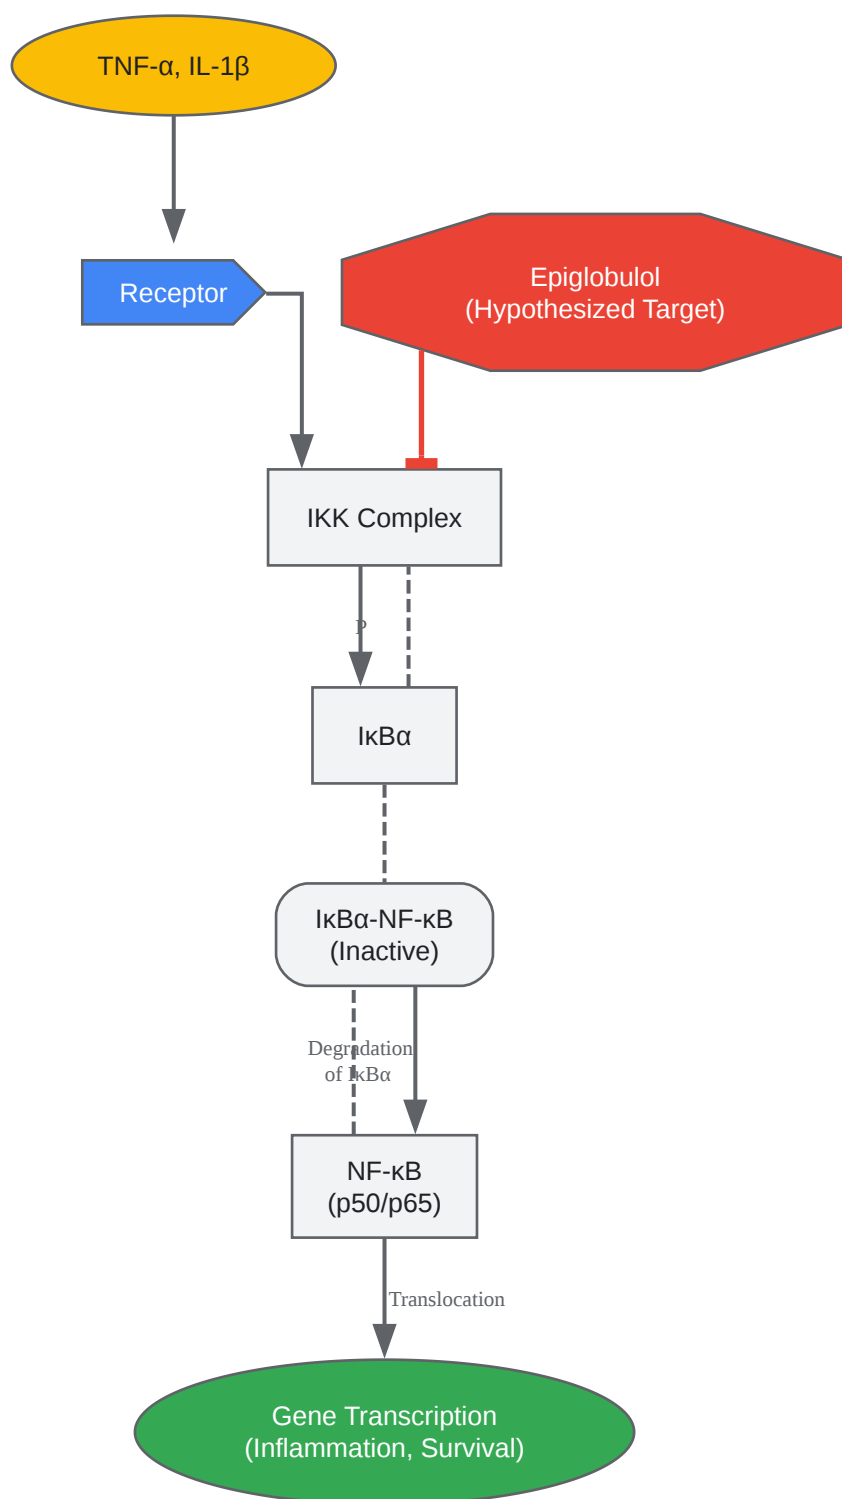 TNF-α, IL-1β
Receptor
Epiglobulol
(Hypothesized Target)
IKK Complex
P
IκBα
IκBα-NF-κB
(Inactive)
Degradation
of IκBα
NF-κB
(p50/p65)
Translocation
Gene Transcription
(Inflammation, Survival)